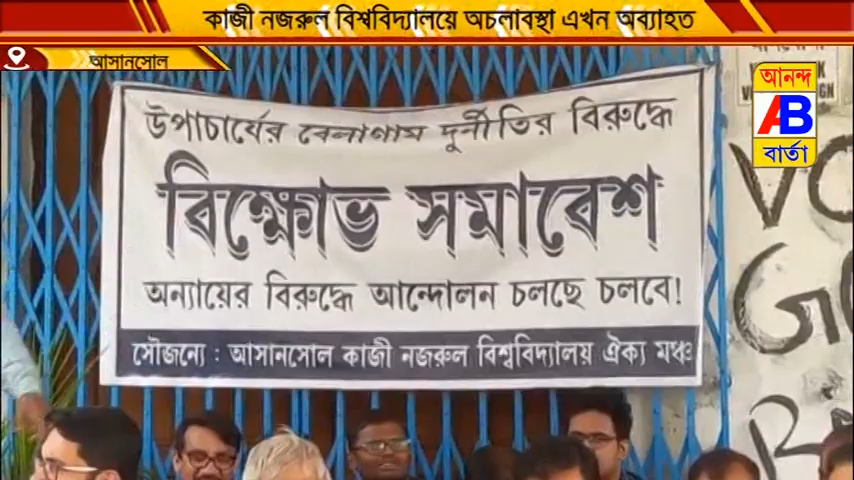 কাজী নজরুল বিশ্ববিদ্যালয়ে অচলাবস্থা এখন অব্যাহত
আসানসোল
আনন্দ
AB
বার্তা
উপাচার্যের বেলাগাম দুর্নীতির বিরুদ্ধে
বিক্ষোভ সমাবেশ
অন্যায়ের বিরুদ্ধে আন্দোলন চলছে চলবে!
সৌজন্যে : আসানসোল কাজী নজরুল বিশ্ববিদ্যালয় ঐক্য মঞ্চ